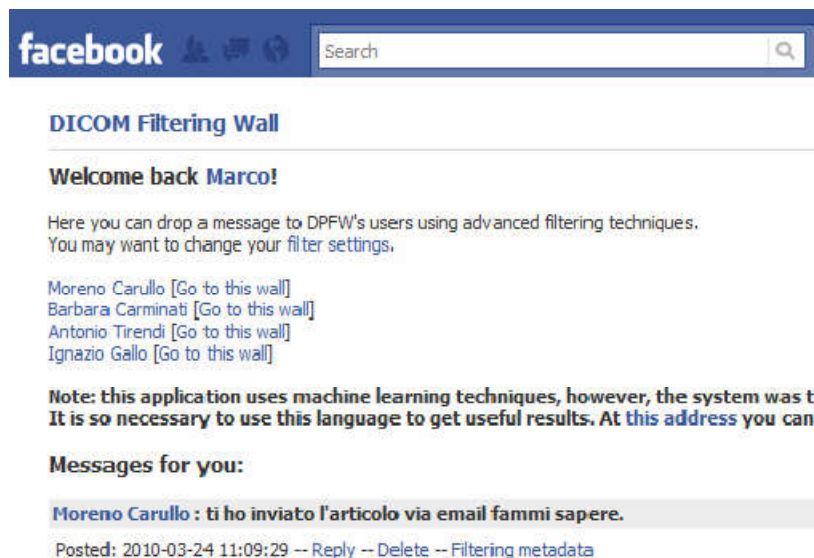 facebook Search
DICOM Filtering Wall
Welcome back Marco!
Here you can drop a message to DPFW's users using advanced filtering techniques.
You may want to change your filter settings.
Moreno Carullo [Go to this wall]
Barbara Carminati [Go to this wall]
Antonio Tirendi [Go to this wall]
Ignazio Gallo [Go to this wall]
Note: this application uses machine learning techniques, however, the system was t
It is so necessary to use this language to get useful results. At this address you can
Messages for you:
Moreno Carullo : ti ho inviato l'articolo via email fammi sapere.
Posted: 2010-03-24 11:09:29 -- Reply -- Delete -- Filtering metadata